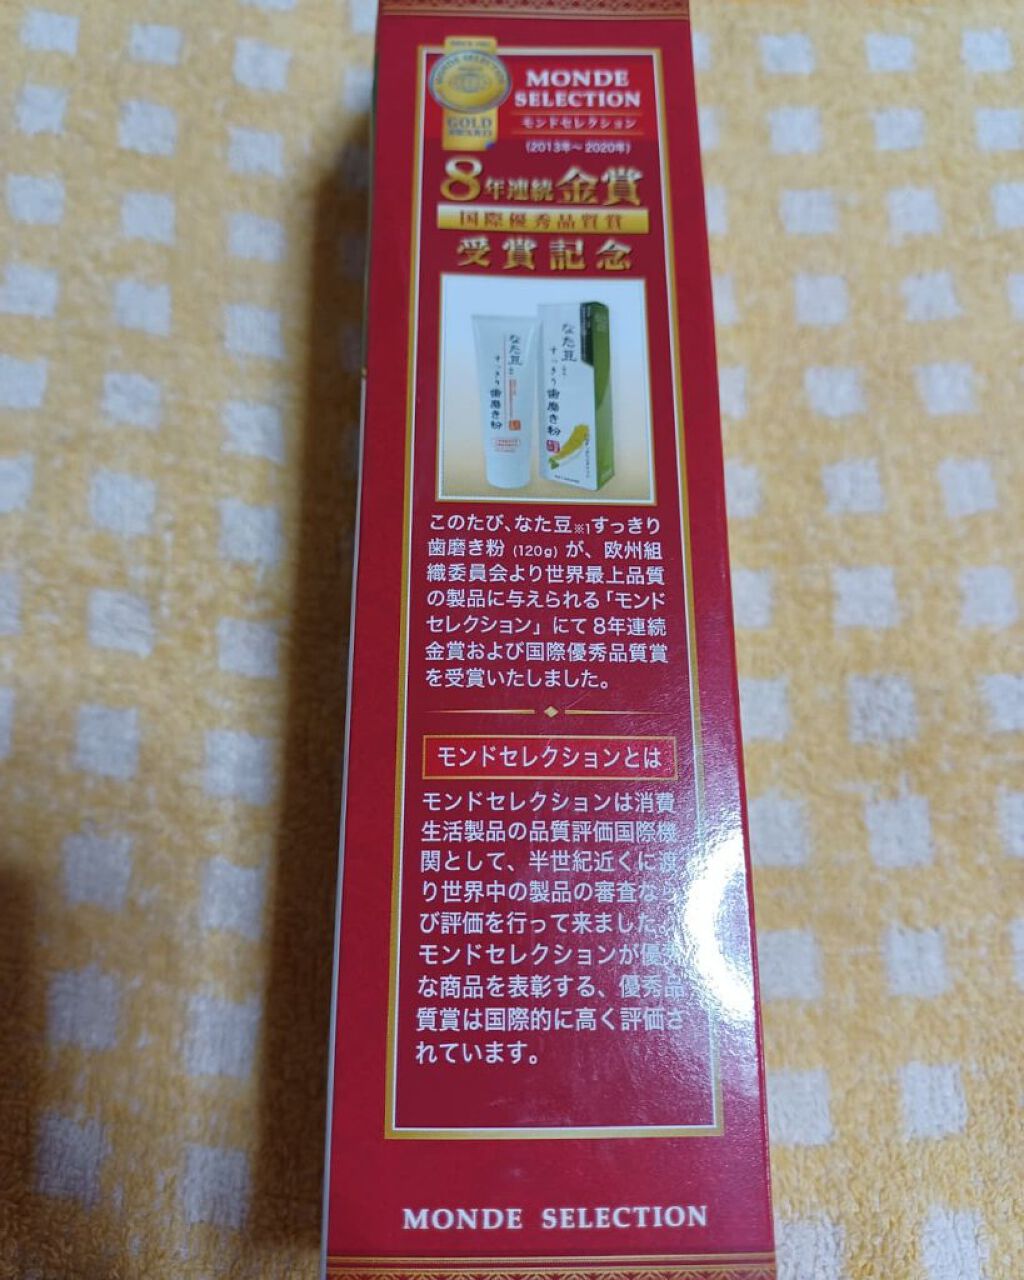 MONDE SELECTION
GOLD
AWARD
MONDE
SELECTION
モンドセレクション
(2013年～2020年)
8年連続金賞
国際優秀品質賞
受賞記念
なた豆
すっきり歯磨き粉
なた豆
すっきり歯磨き粉
このたび、なた豆※1すっきり
歯磨き粉 (120g) が、欧州組
織委員会より世界最上品質
の製品に与えられる「モンド
セレクション」にて8年連続
金賞および国際優秀品質賞
を受賞いたしました。
モンドセレクションとは
モンドセレクションは消費
生活製品の品質評価国際機
関として、半世紀近くに渡
り世界中の製品の審査なら
び評価を行って来ました。
モンドセレクションが優秀
な商品を表彰する、優秀品
質賞は国際的に高く評価さ
れています。
MONDE SELECTION